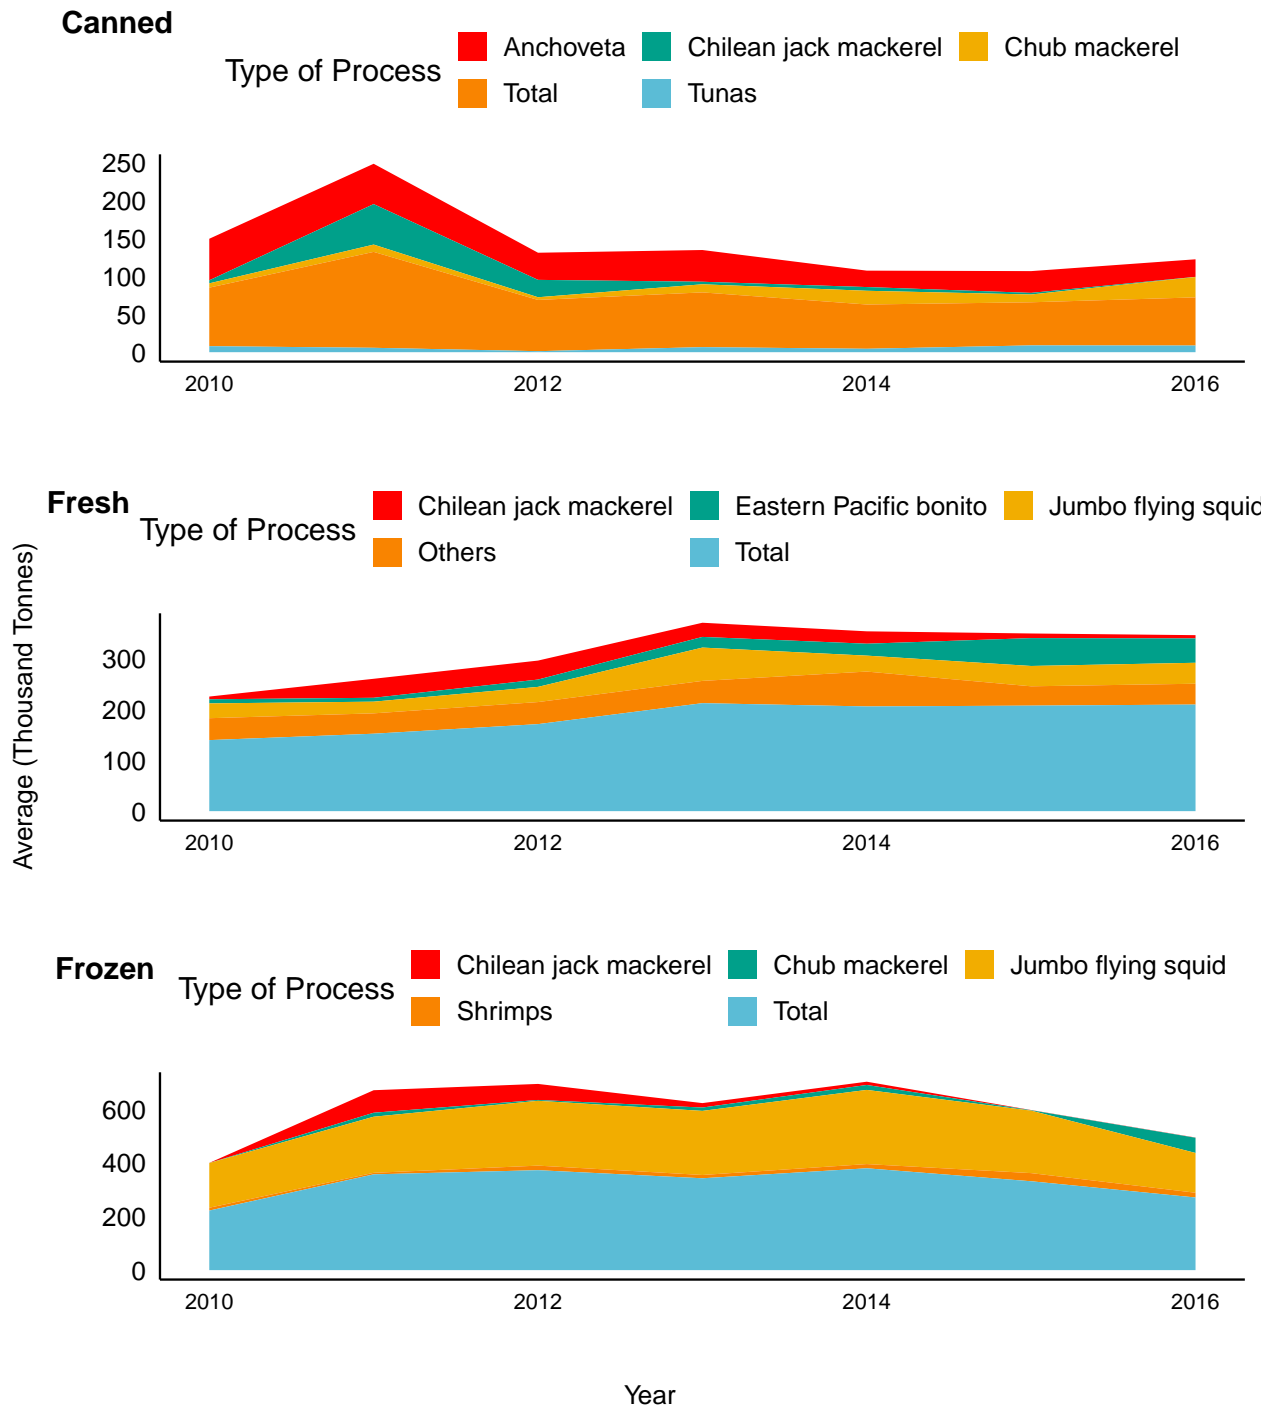 Canned
Type of Process
Anchoveta
Chilean jack mackerel
Chub mackerel
Total
Tunas
250
200
150
100
50
0
2010
2012
2014
2016
Fresh
Type of Process
Chilean jack mackerel
Eastern Pacific bonito
Jumbo flying squid
Others
Total
Average (Thousand Tonnes)
300
200
100
0
2010
2012
2014
2016
Frozen
Type of Process
Chilean jack mackerel
Chub mackerel
Jumbo flying squid
Shrimps
Total
600
400
200
0
2010
2012
2014
2016
Year